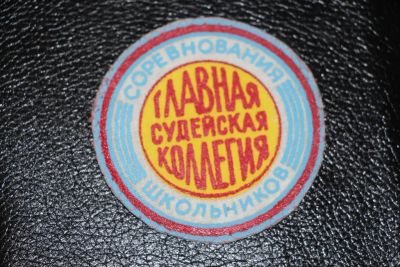 СОРЕВНОВАНИЯ
ГЛАВНАЯ
СУДЕЙСКАЯ
КОЛЛЕГИЯ
ШКОЛЬНИКОВ